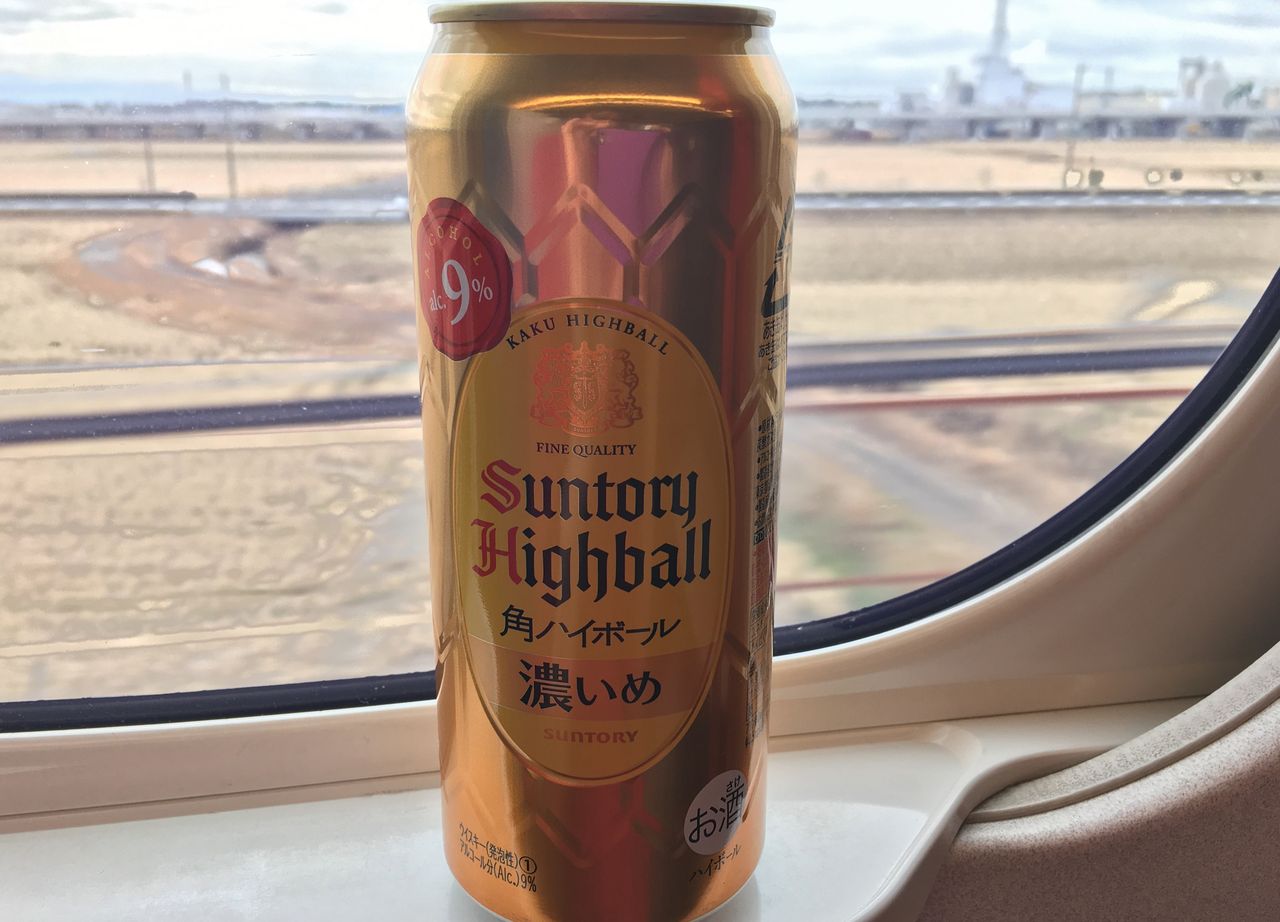 ALCOHOL
alc.9%
KAKU HIGHBALL
FINE QUALITY
Suntory
Highball
角ハイボール
濃いめ
SUNTORY
さけ
お酒
ハイボール
ウイスキー(発泡性)①
アルコール分(Alc.)9%